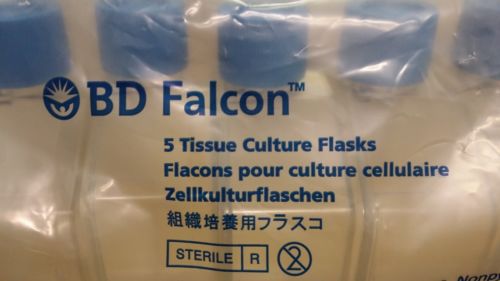 BD Falcon™
5 Tissue Culture Flasks
Flacons pour culture cellulaire
Zellkulturflaschen
組織培養用フラスコ
STERILE R 2